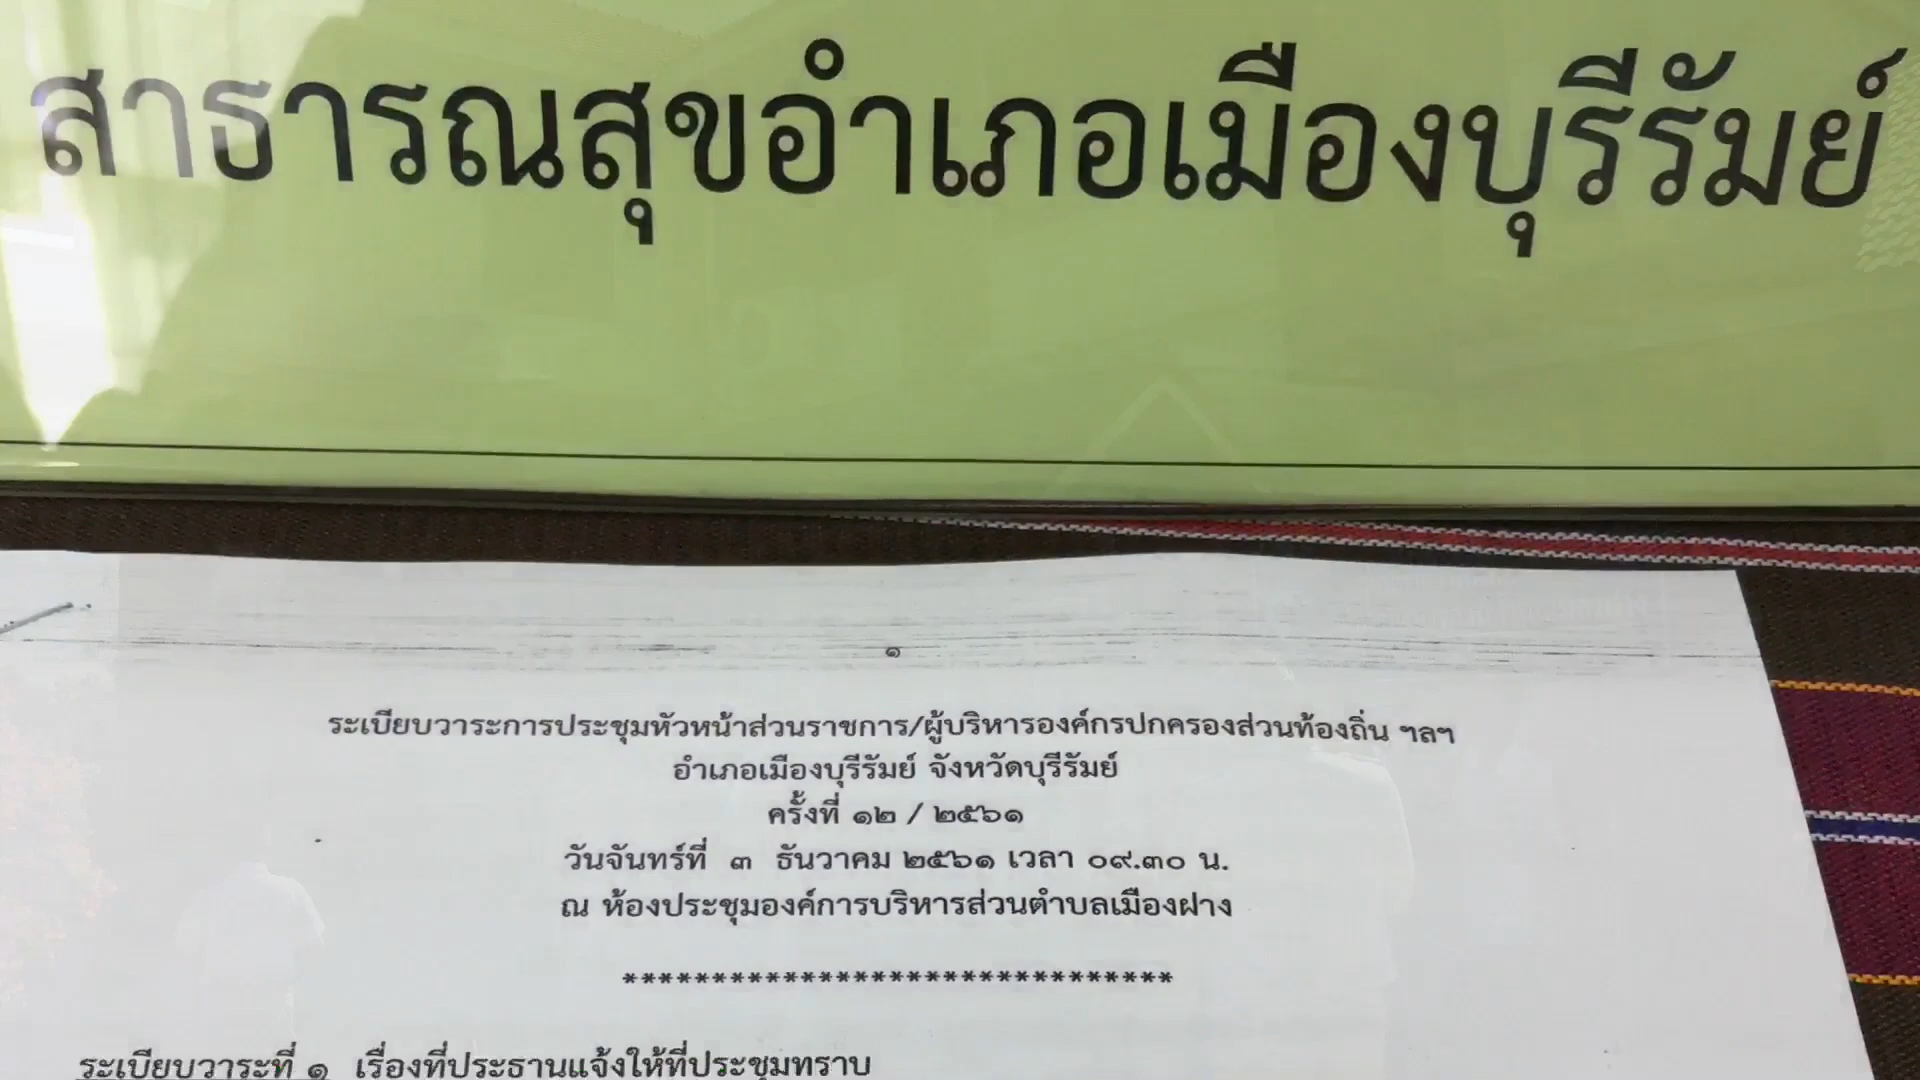 สาธารณสุขอำเภอเมืองบุรีรัมย์
๑
ระเบียบวาระการประชุมหัวหน้าส่วนราชการ/ผู้บริหารองค์กรปกครองส่วนท้องถิ่น ฯลฯ
อำเภอเมืองบุรีรัมย์ จังหวัดบุรีรัมย์
ครั้งที่ ๑๒ / ๒๕๖๑
วันจันทร์ที่ ๓ ธันวาคม ๒๕๖๑ เวลา ๐๙.๓๐ น.
ณ ห้องประชุมองค์การบริหารส่วนตำบลเมืองฝาง
*******************************
ระเบียบวาระที่ ๑ เรื่องที่ประธานแจ้งให้ที่ประชุมทราบ